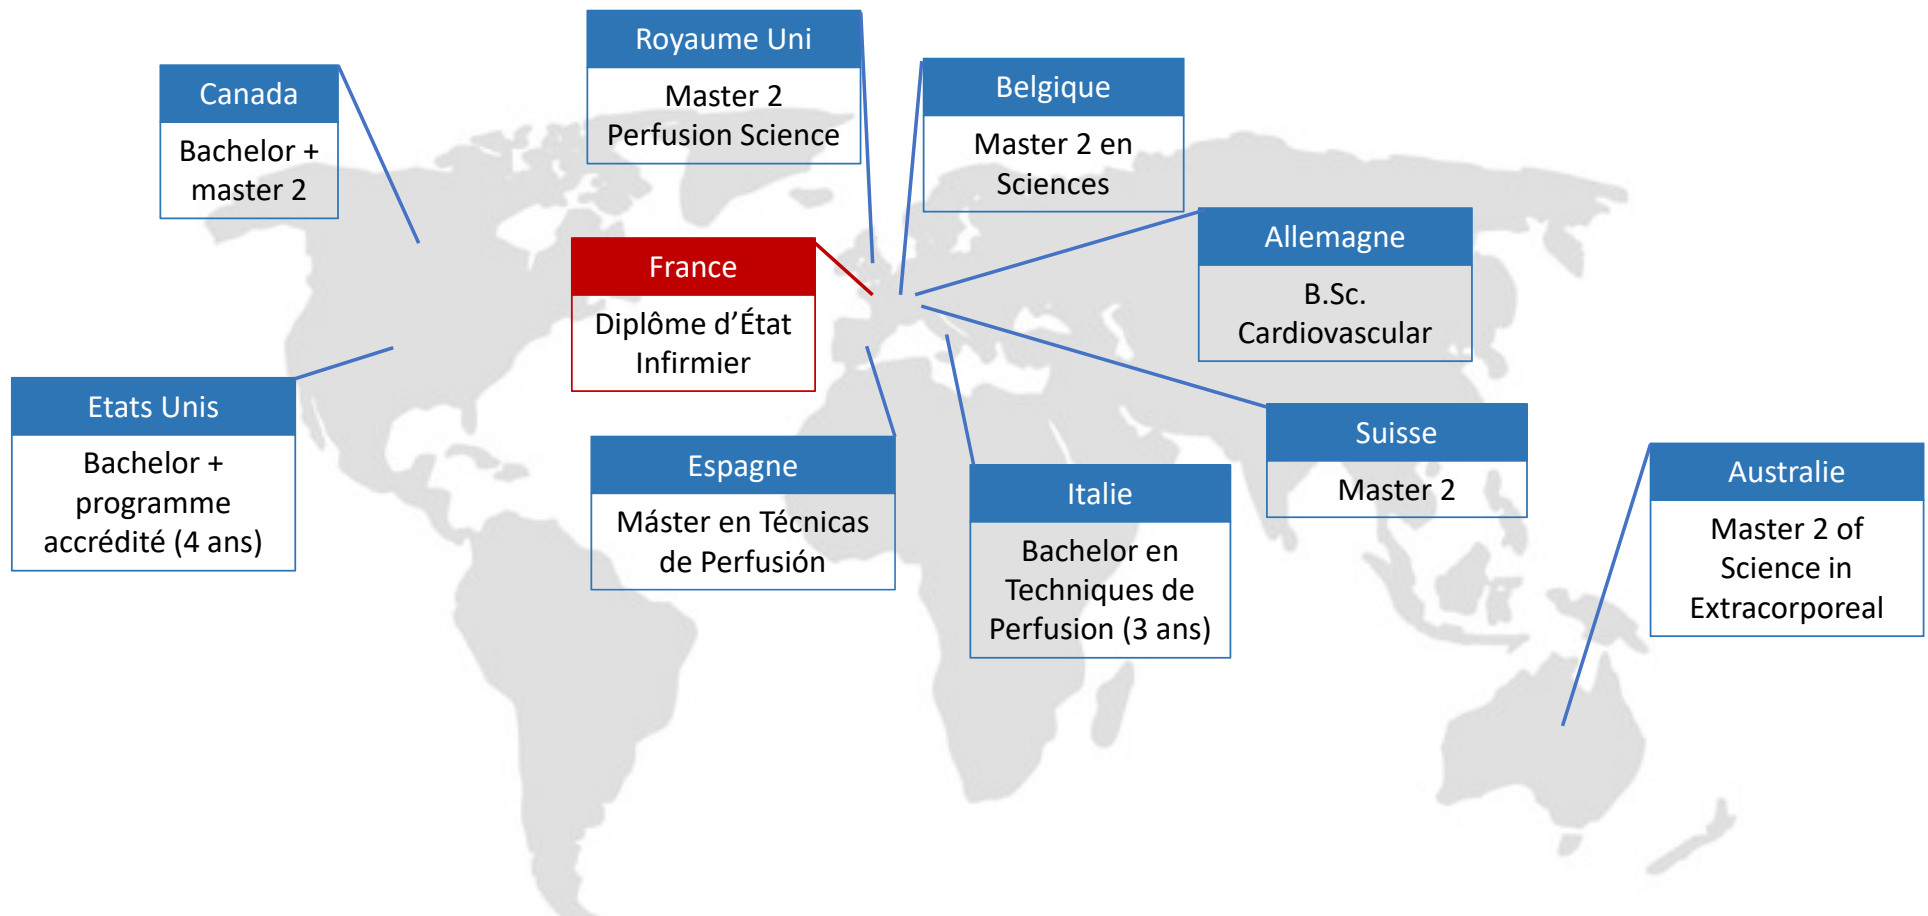 Royaume Uni
Master 2
Perfusion Science
Canada
Bachelor +
master 2
Belgique
Master 2 en
Sciences
France
Diplôme d’État
Infirmier
Allemagne
B.Sc.
Cardiovascular
Etats Unis
Bachelor +
programme
accrédité (4 ans)
Espagne
Máster en Técnicas
de Perfusión
Italie
Bachelor en
Techniques de
Perfusion (3 ans)
Suisse
Master 2
Australie
Master 2 of
Science in
Extracorporeal